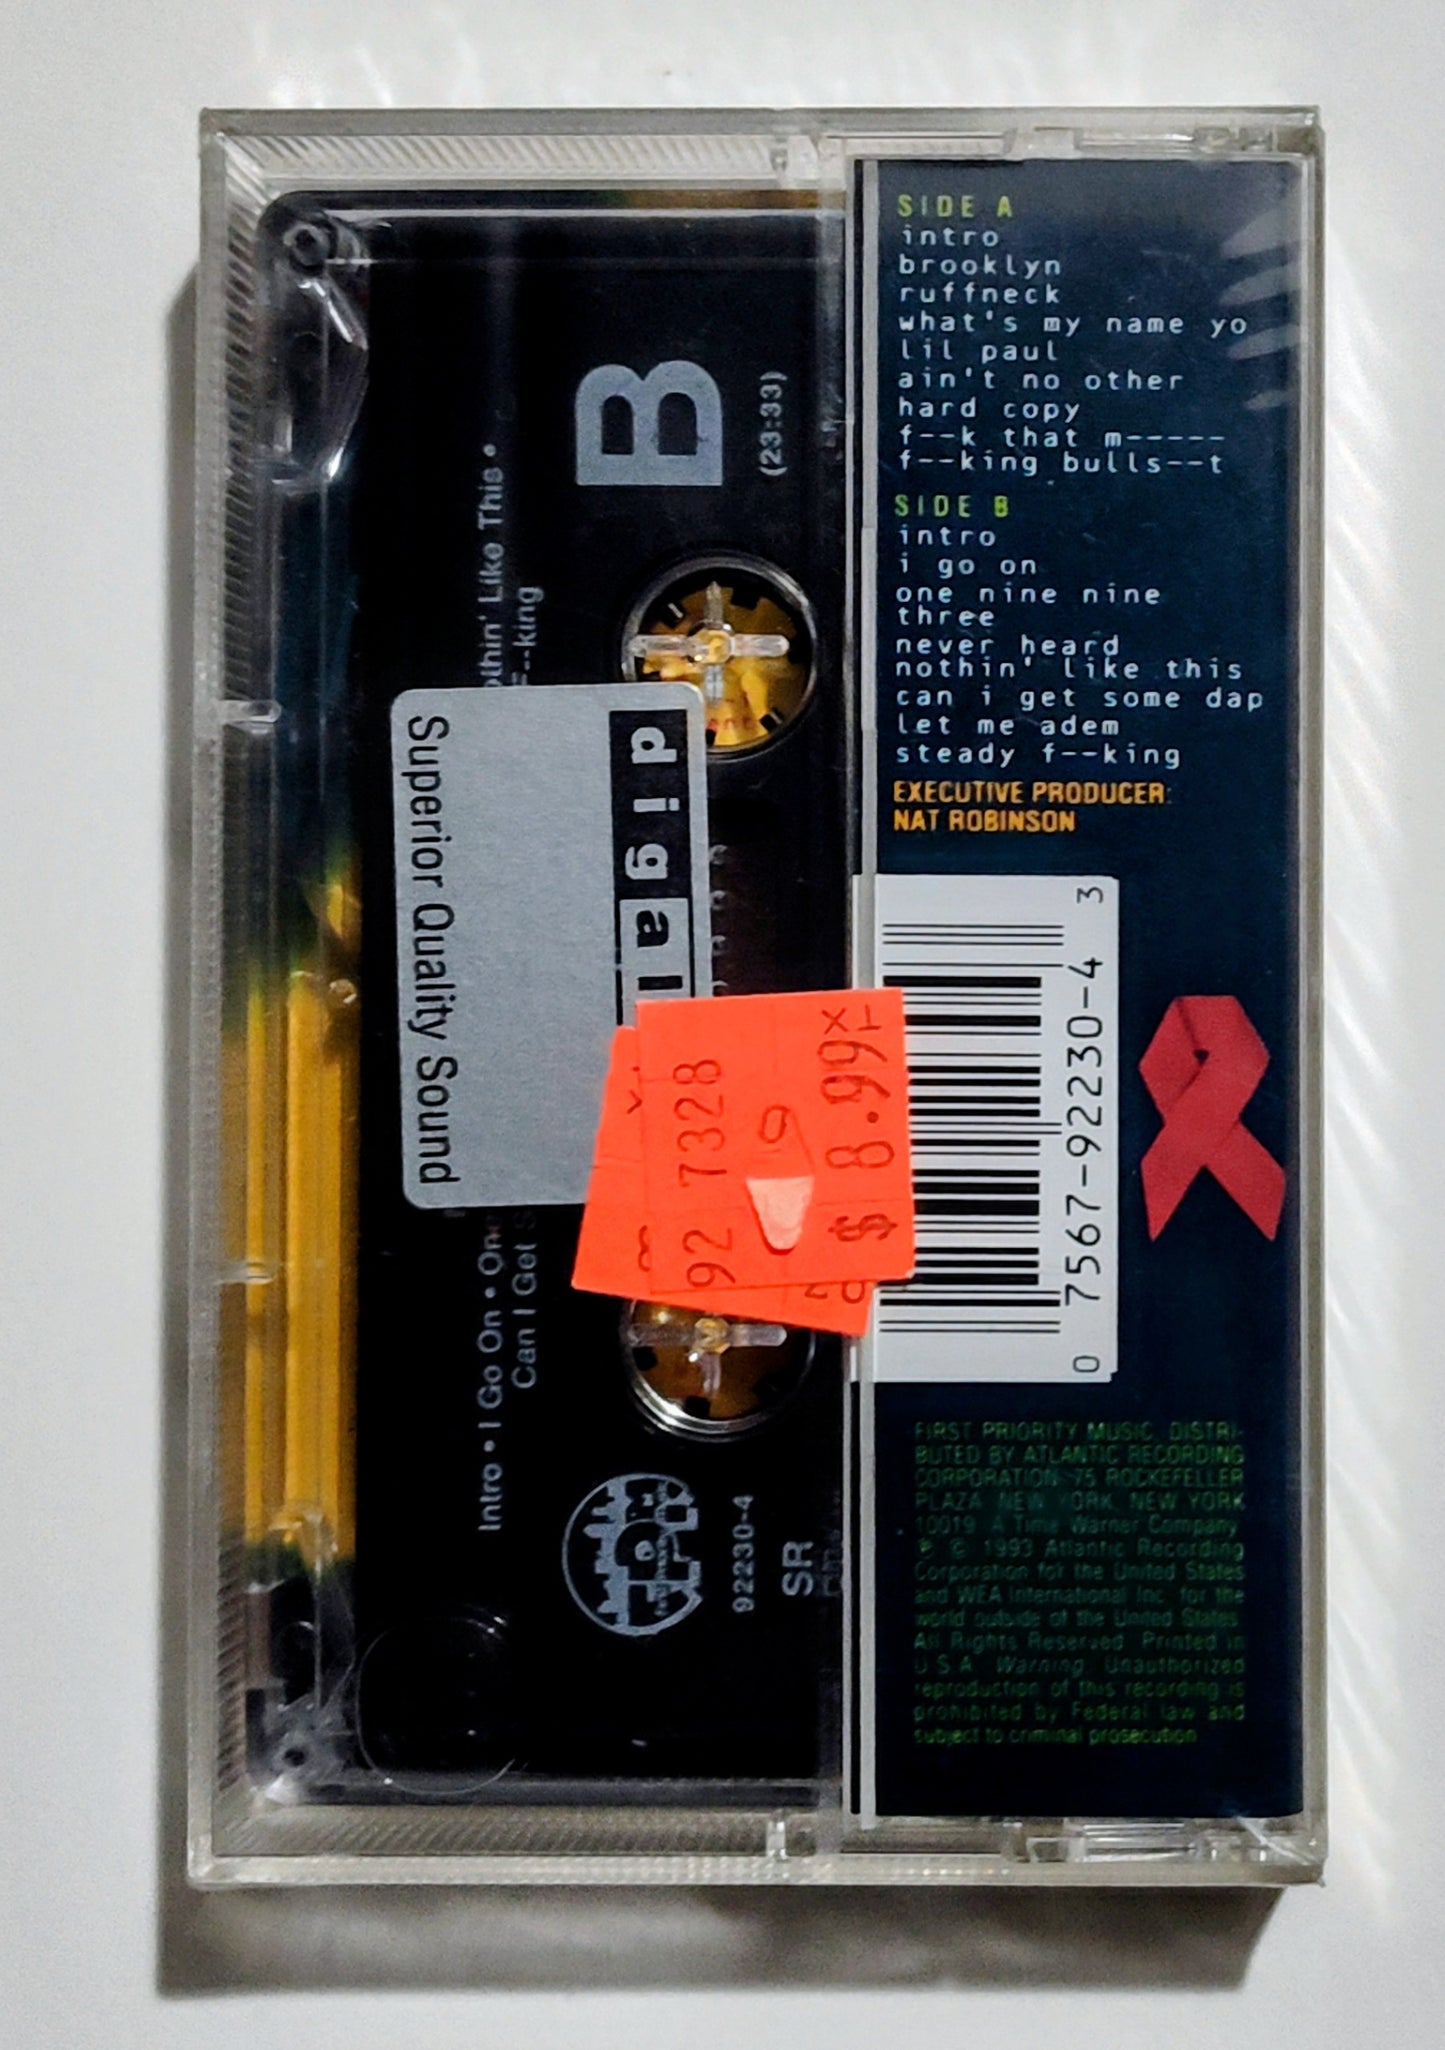 SIDE A
intro
brooklyn
ruffneck
what's my name yo
lil paul
ain't no other
hard copy
f--k that m-----
f--king bulls--t
SIDE B
intro
i go on
one nine nine
three
never heard
nothin' like this
can i get some dap
let me adem
steady f--king
EXECUTIVE PRODUCER:
NAT ROBINSON
0 7567-92230-4 3
FIRST PRIORITY MUSIC, DISTRI-
BUTED BY ATLANTIC RECORDING
CORPORATION, 75 ROCKEFELLER
PLAZA, NEW YORK, NEW YORK
10019. A Time Warner Company.
℗ © 1993 Atlantic Recording
Corporation for the United States
and WEA International Inc. for the
world outside of the United States.
All Rights Reserved. Printed in
U.S.A. Warning: Unauthorized
reproduction of this recording is
prohibited by Federal law and
subject to criminal prosecution.
B
(23:33)
Intro • I Go On • One Nothin' Like This •
Can I Get F--king
92230-4
SR
digal
Superior Quality Sound
$ 8.99
92 7328